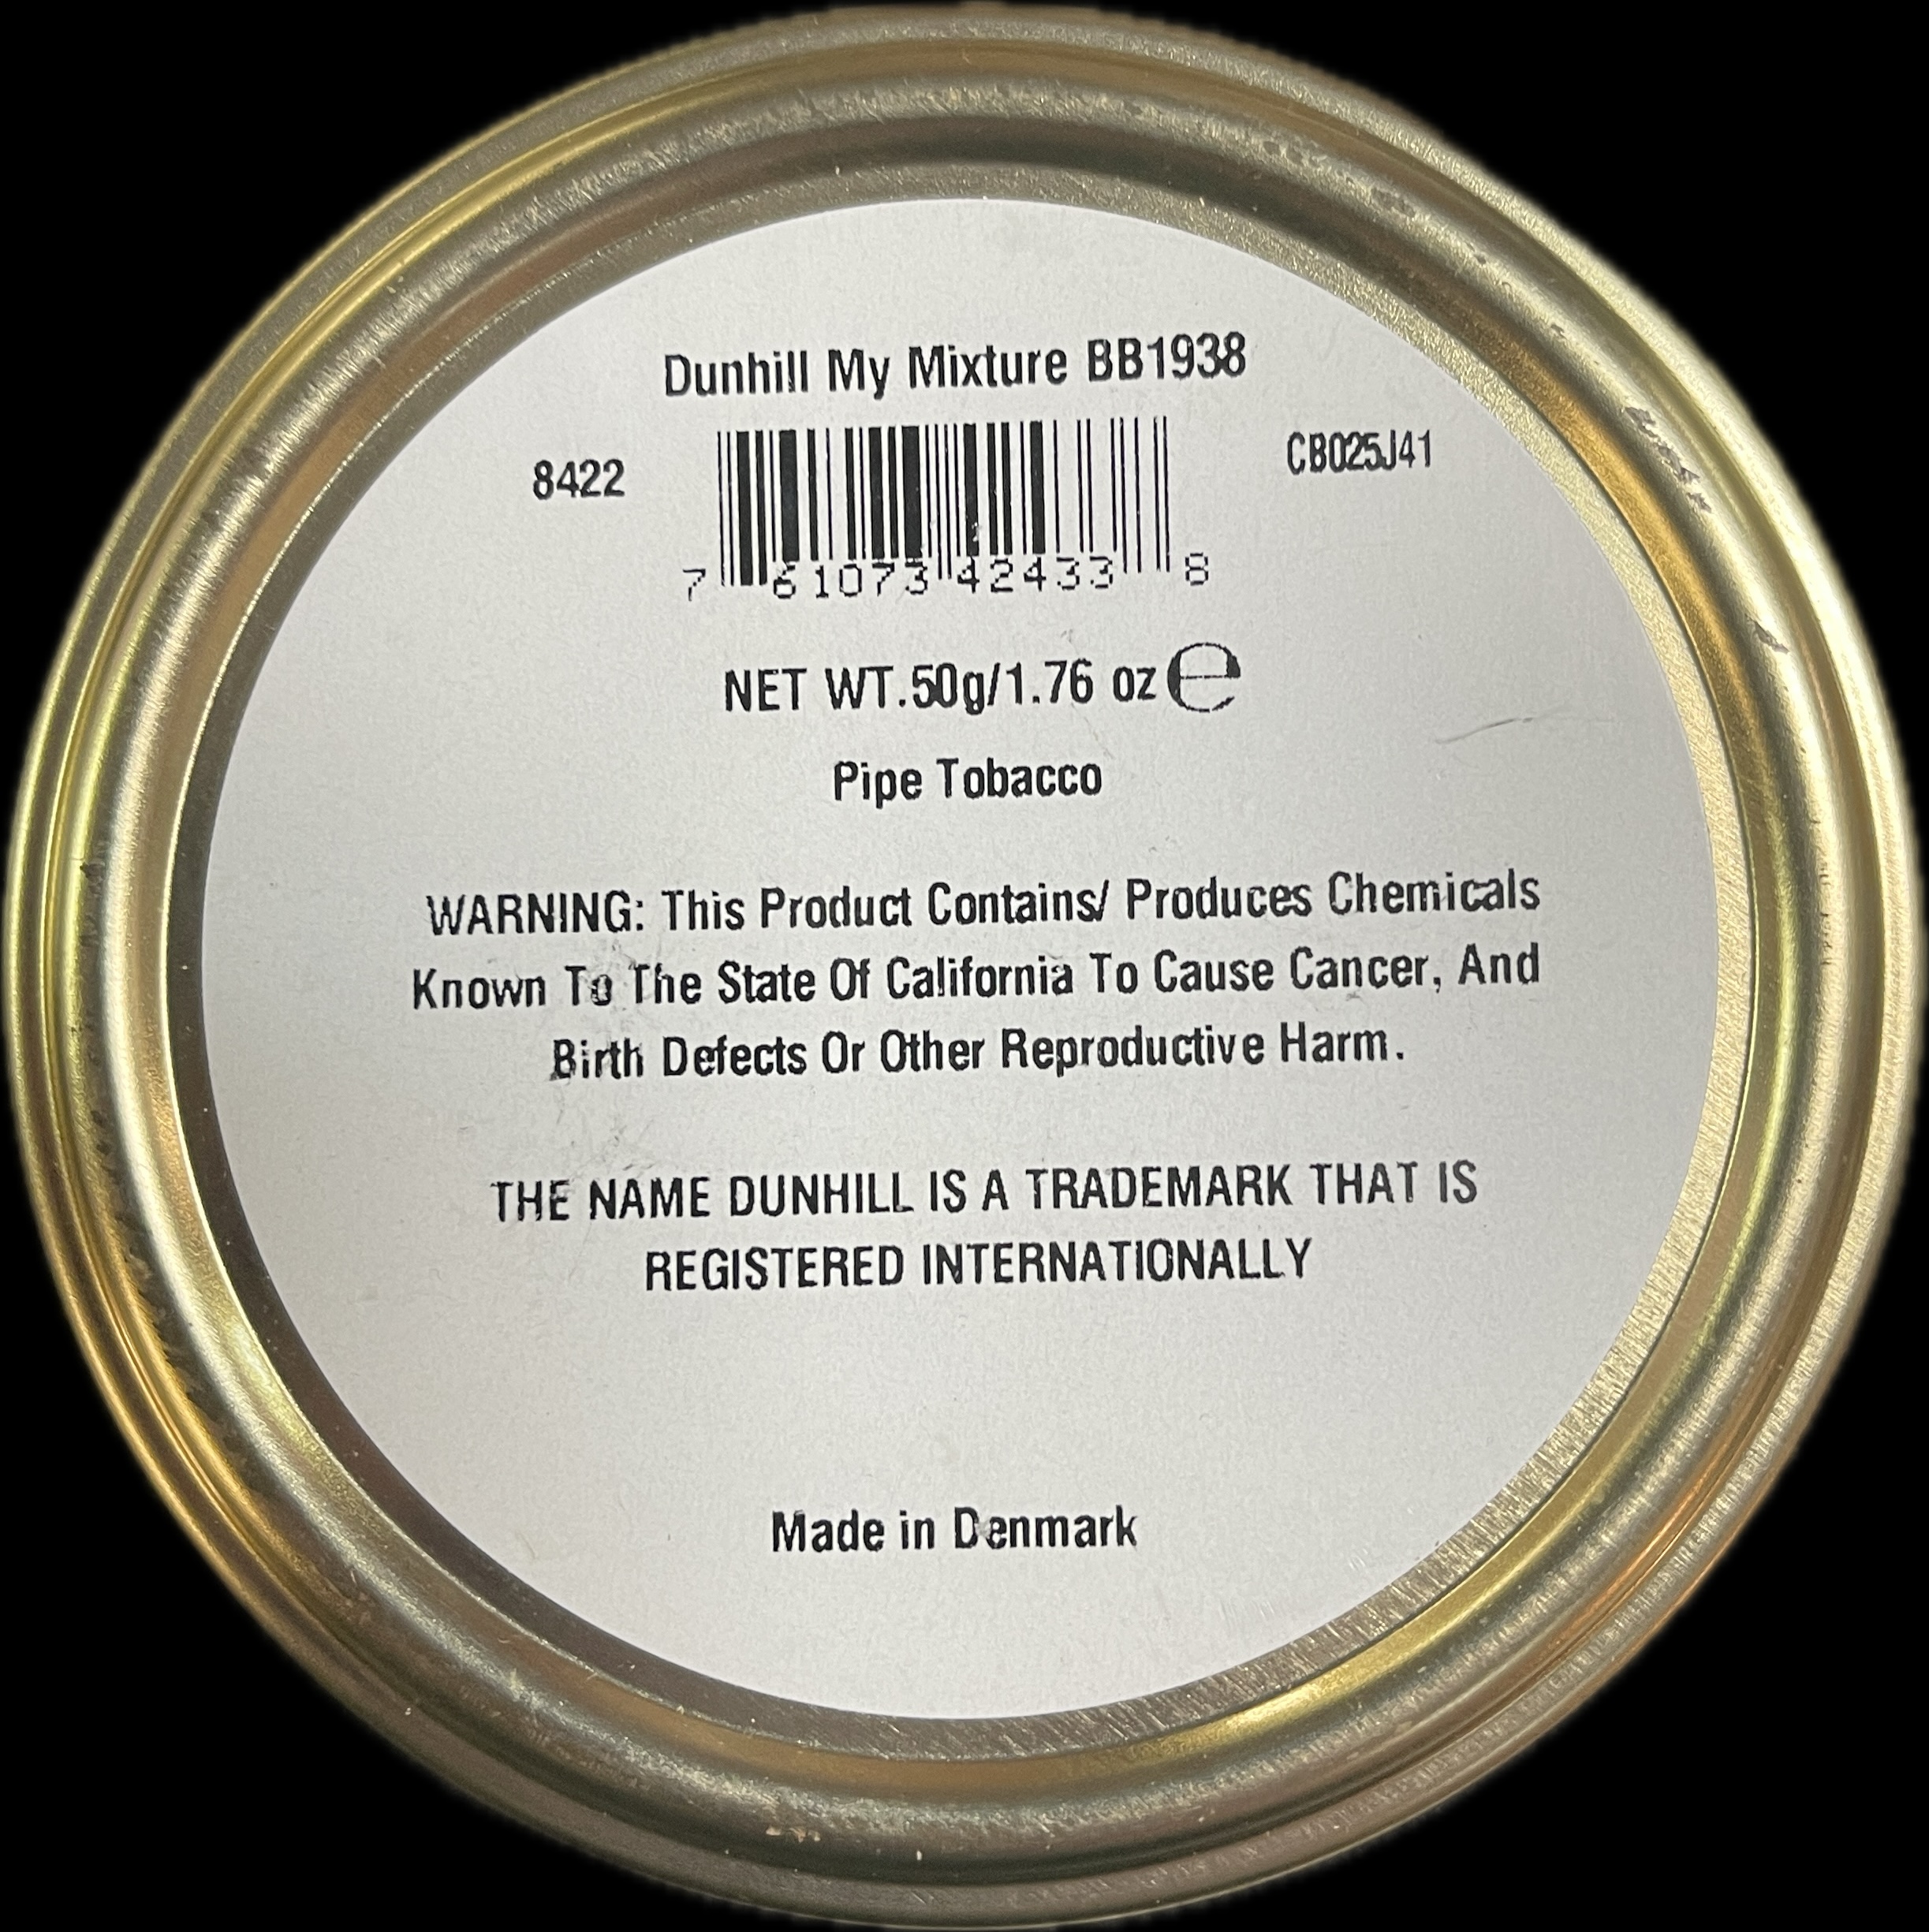 Dunhill My Mixture BB1938
8422
CB025J41
7 61073 42433 8
NET WT.50g/1.76 oz ℮
Pipe Tobacco
WARNING: This Product Contains/ Produces Chemicals
Known To The State Of California To Cause Cancer, And
Birth Defects Or Other Reproductive Harm.
THE NAME DUNHILL IS A TRADEMARK THAT IS
REGISTERED INTERNATIONALLY
Made in Denmark